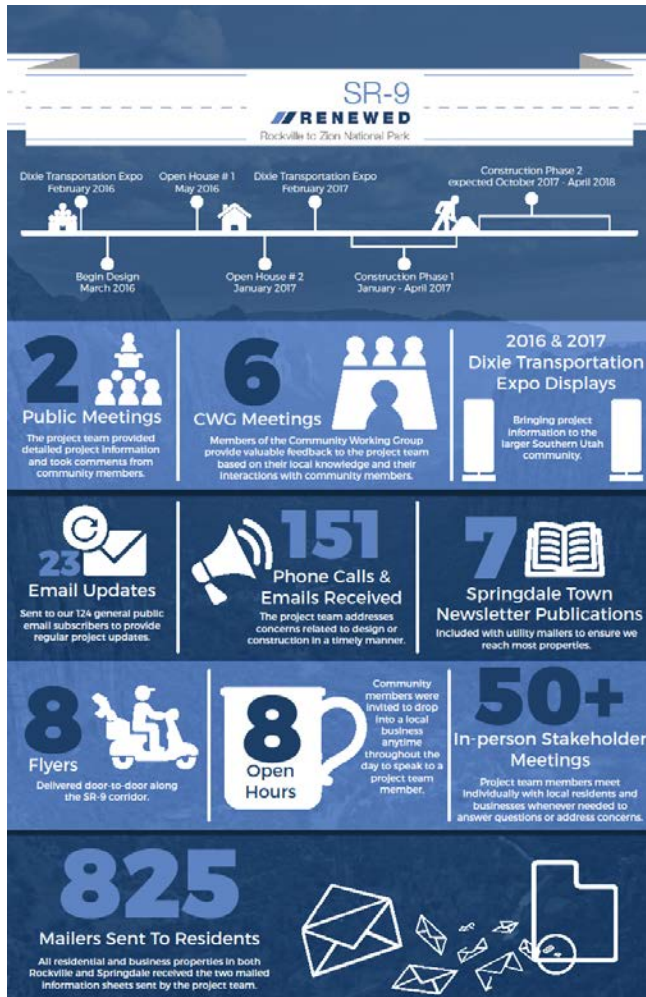 SR-9
RENEWED
Rockville to Zion National Park
Dixie Transportation Expo
February 2016
Open House # 1
May 2016
Dixie Transportation Expo
February 2017
Construction Phase 2
expected October 2017 - April 2018
Begin Design
March 2016
Open House # 2
January 2017
Construction Phase 1
January - April 2017
2
Public Meetings
The project team provided
detailed project information
and took comments from
community members.
6
CWG Meetings
Members of the Community Working Group
provide valuable feedback to the project team
based on their local knowledge and their
interactions with community members.
2016 & 2017
Dixie Transportation
Expo Displays
Bringing project
information to the
larger Southern Utah
community.
23
Email Updates
Sent to our 124 general public
email subscribers to provide
regular project updates.
151
Phone Calls &
Emails Received
The project team addresses
concerns related to design or
construction in a timely manner.
7
Springdale Town
Newsletter Publications
Included with utility mailers to ensure we
reach most properties.
8
Flyers
Delivered door-to-door along
the SR-9 corridor.
8
Open
Hours
Community
members were
invited to drop
into a local
business
anytime
throughout the
day to speak to a
project team
member.
50+
In-person Stakeholder
Meetings
Project team members meet
individually with local residents and
businesses whenever needed to
answer questions or address concerns.
825
Mailers Sent To Residents
All residential and business properties in both
Rockville and Springdale received the two mailed
information sheets sent by the project team.